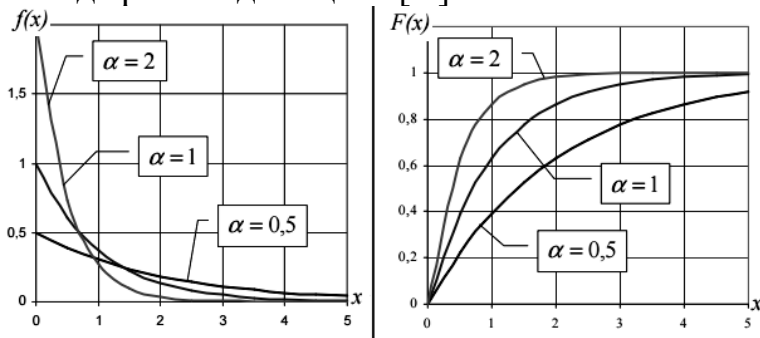 f(x)
α = 2
1,5
α = 1
1
α = 0,5
0,5
0
x
0 1 2 3 4 5
F(x)
α = 2
1
0,8
0,6
α = 1
0,4
α = 0,5
0,2
0
x
0 1 2 3 4 5